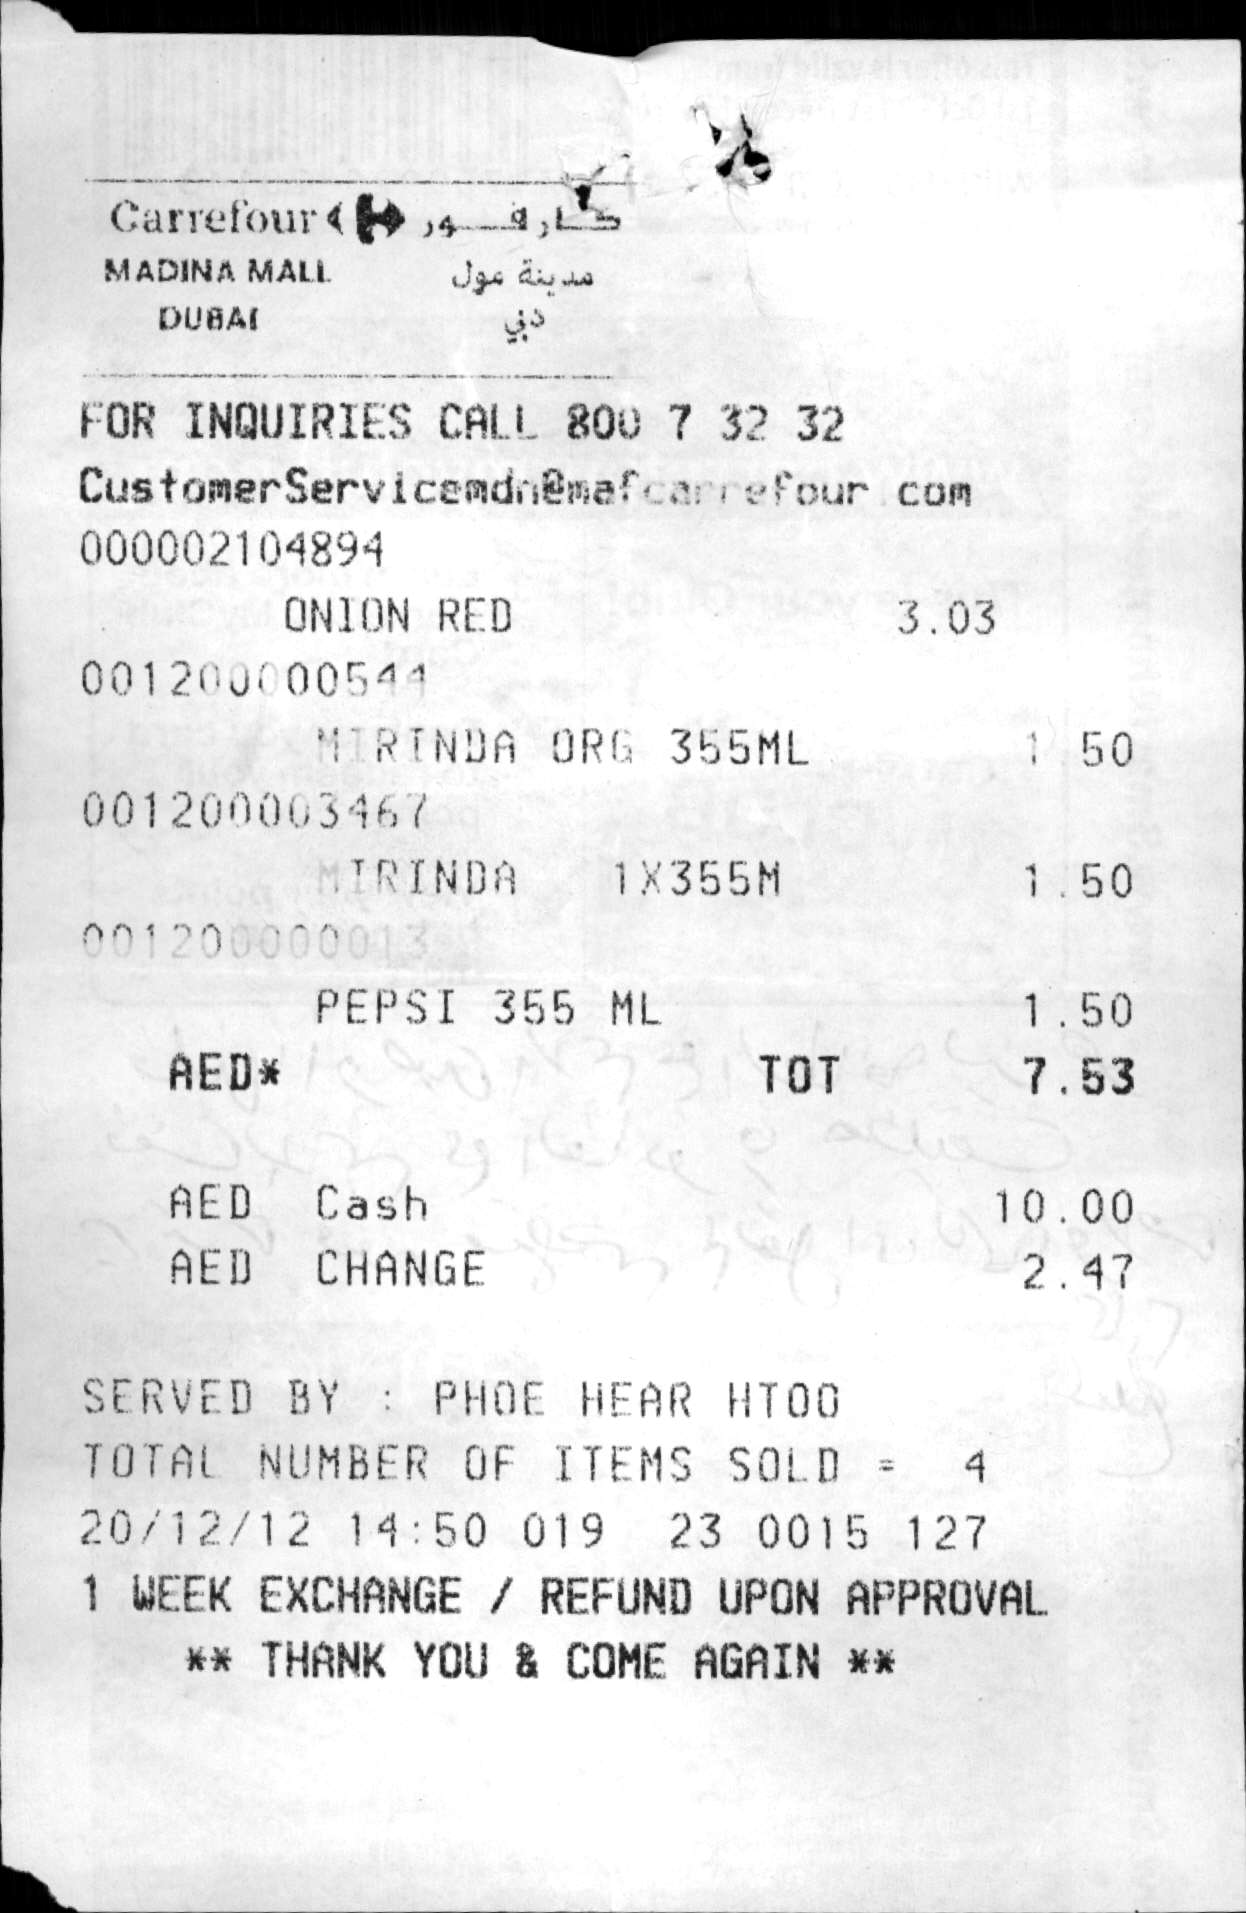 Carrefour كارفور
MADINA MALL مدينة مول
DUBAI دبي
FOR INQUIRIES CALL 800 7 32 32
CustomerServicemdn@mafcarrefour.com
000002104894
ONION RED 3.03
001200000544
MIRINDA ORG 355ML 1.50
001200003467
MIRINDA 1X355M 1.50
001200000013
PEPSI 355 ML 1.50
AED* TOT 7.53
AED Cash 10.00
AED CHANGE 2.47
SERVED BY : PHOE HEAR HTOO
TOTAL NUMBER OF ITEMS SOLD = 4
20/12/12 14:50 019 23 0015 127
1 WEEK EXCHANGE / REFUND UPON APPROVAL
** THANK YOU & COME AGAIN **